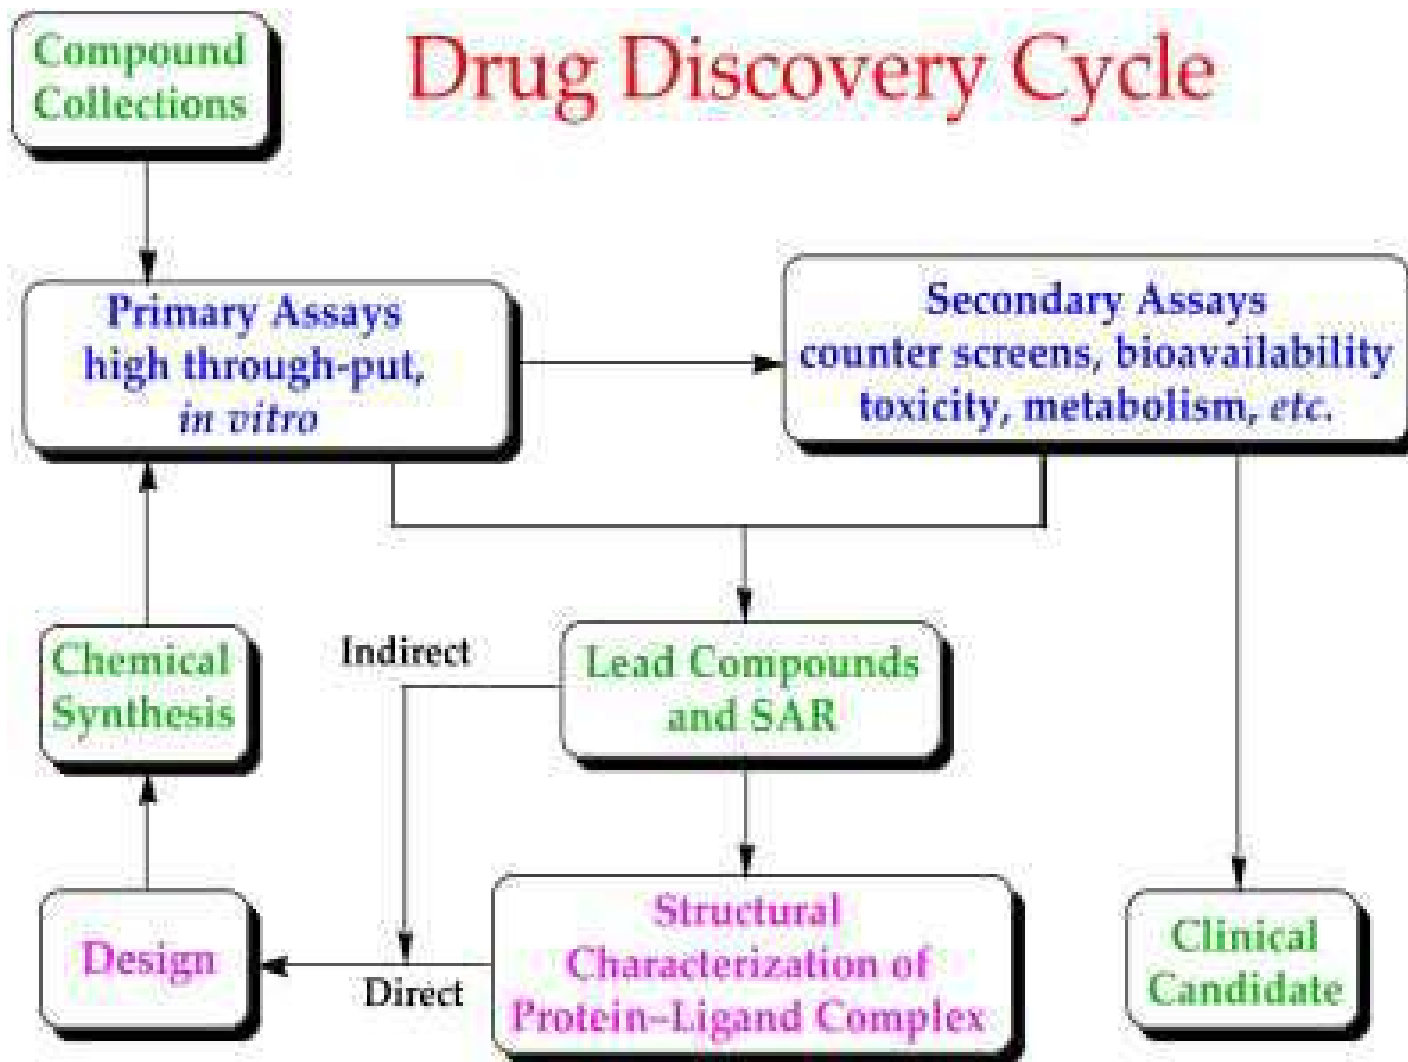 Compound
Collections
Drug Discovery Cycle
Primary Assays
high through-put,
in vitro
Secondary Assays
counter screens, bioavailability
toxicity, metabolism, etc.
Chemical
Synthesis
Indirect
Lead Compounds
and SAR
Design
Direct
Structural
Characterization of
Protein–Ligand Complex
Clinical
Candidate